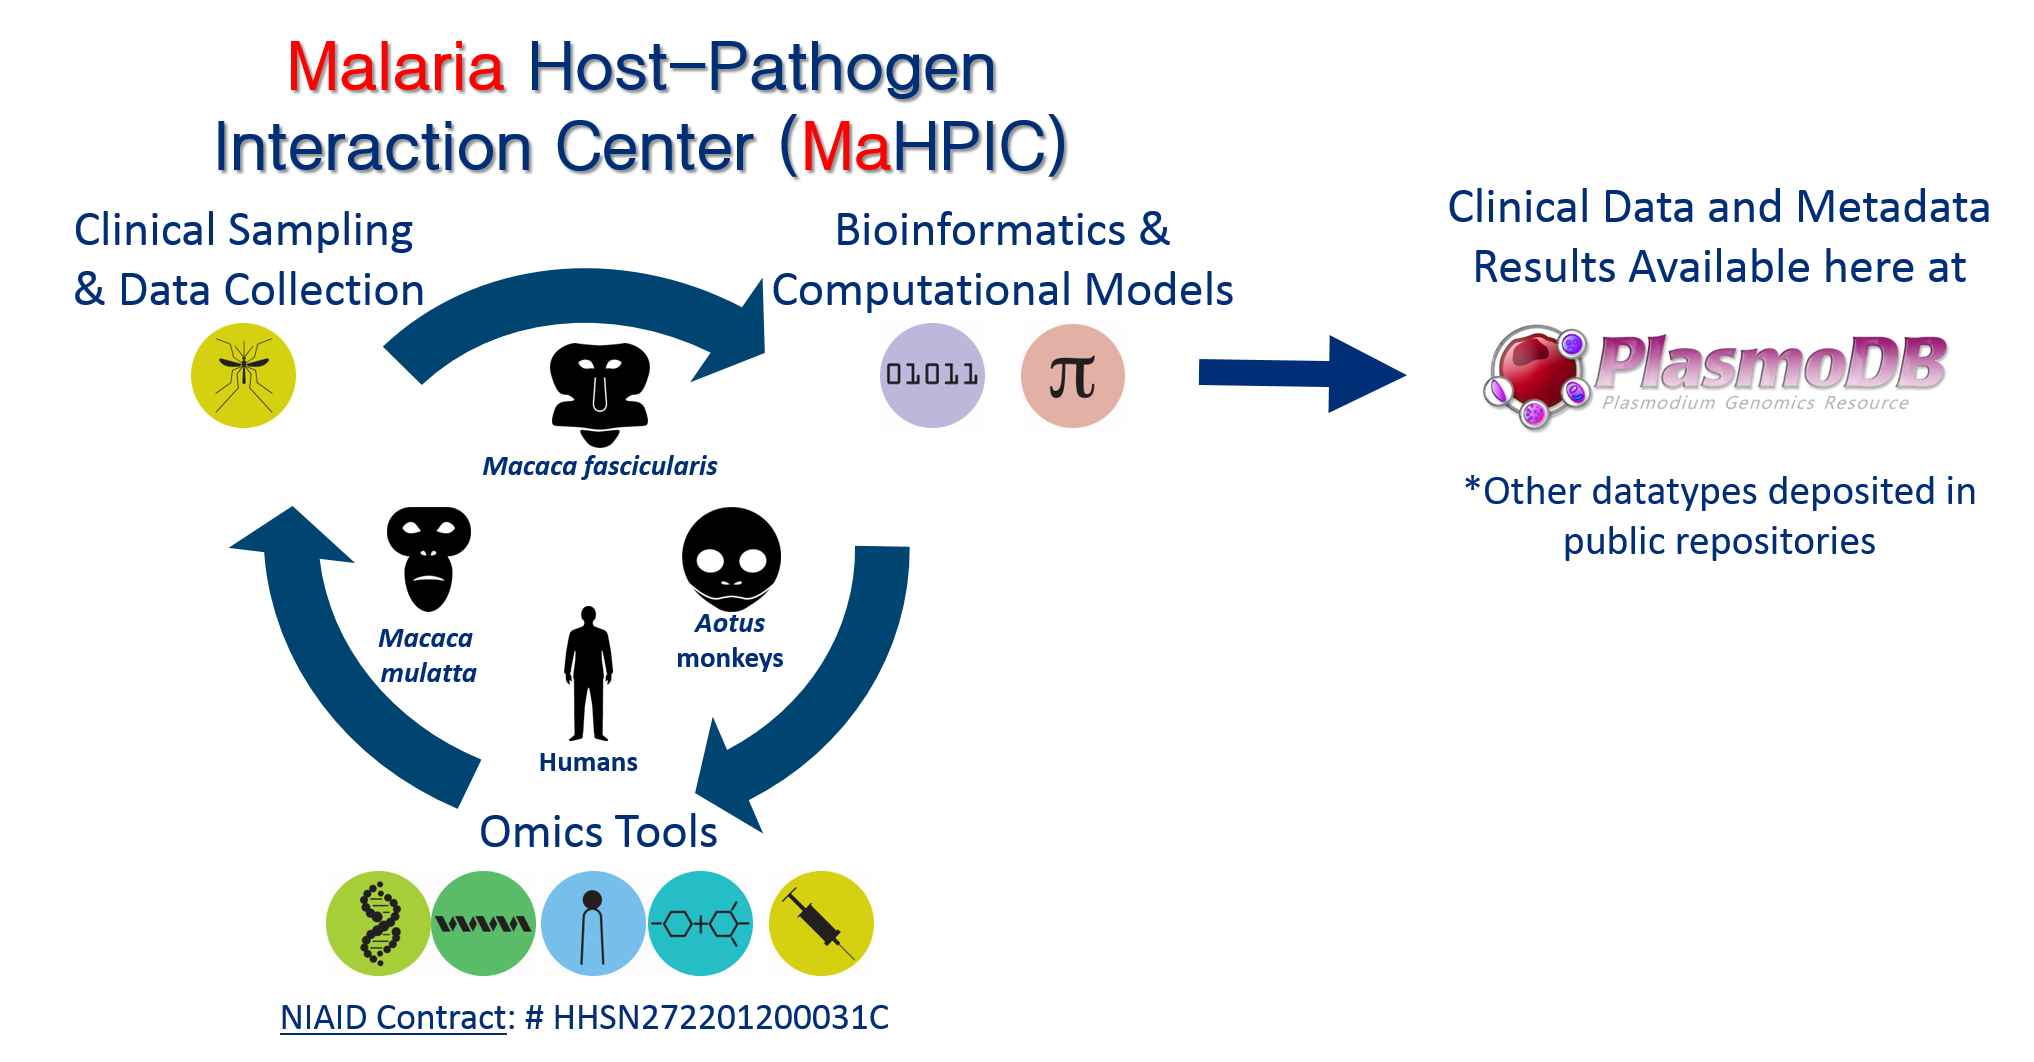 Malaria Host-Pathogen
Interaction Center (MaHPIC)
Clinical Sampling
& Data Collection
Bioinformatics &
Computational Models
01011
π
Macaca fascicularis
Macaca
mulatta
Aotus
monkeys
Humans
Omics Tools
NIAID Contract: # HHSN272201200031C
Clinical Data and Metadata
Results Available here at
PlasmoDB
Plasmodium Genomics Resource
*Other datatypes deposited in
public repositories